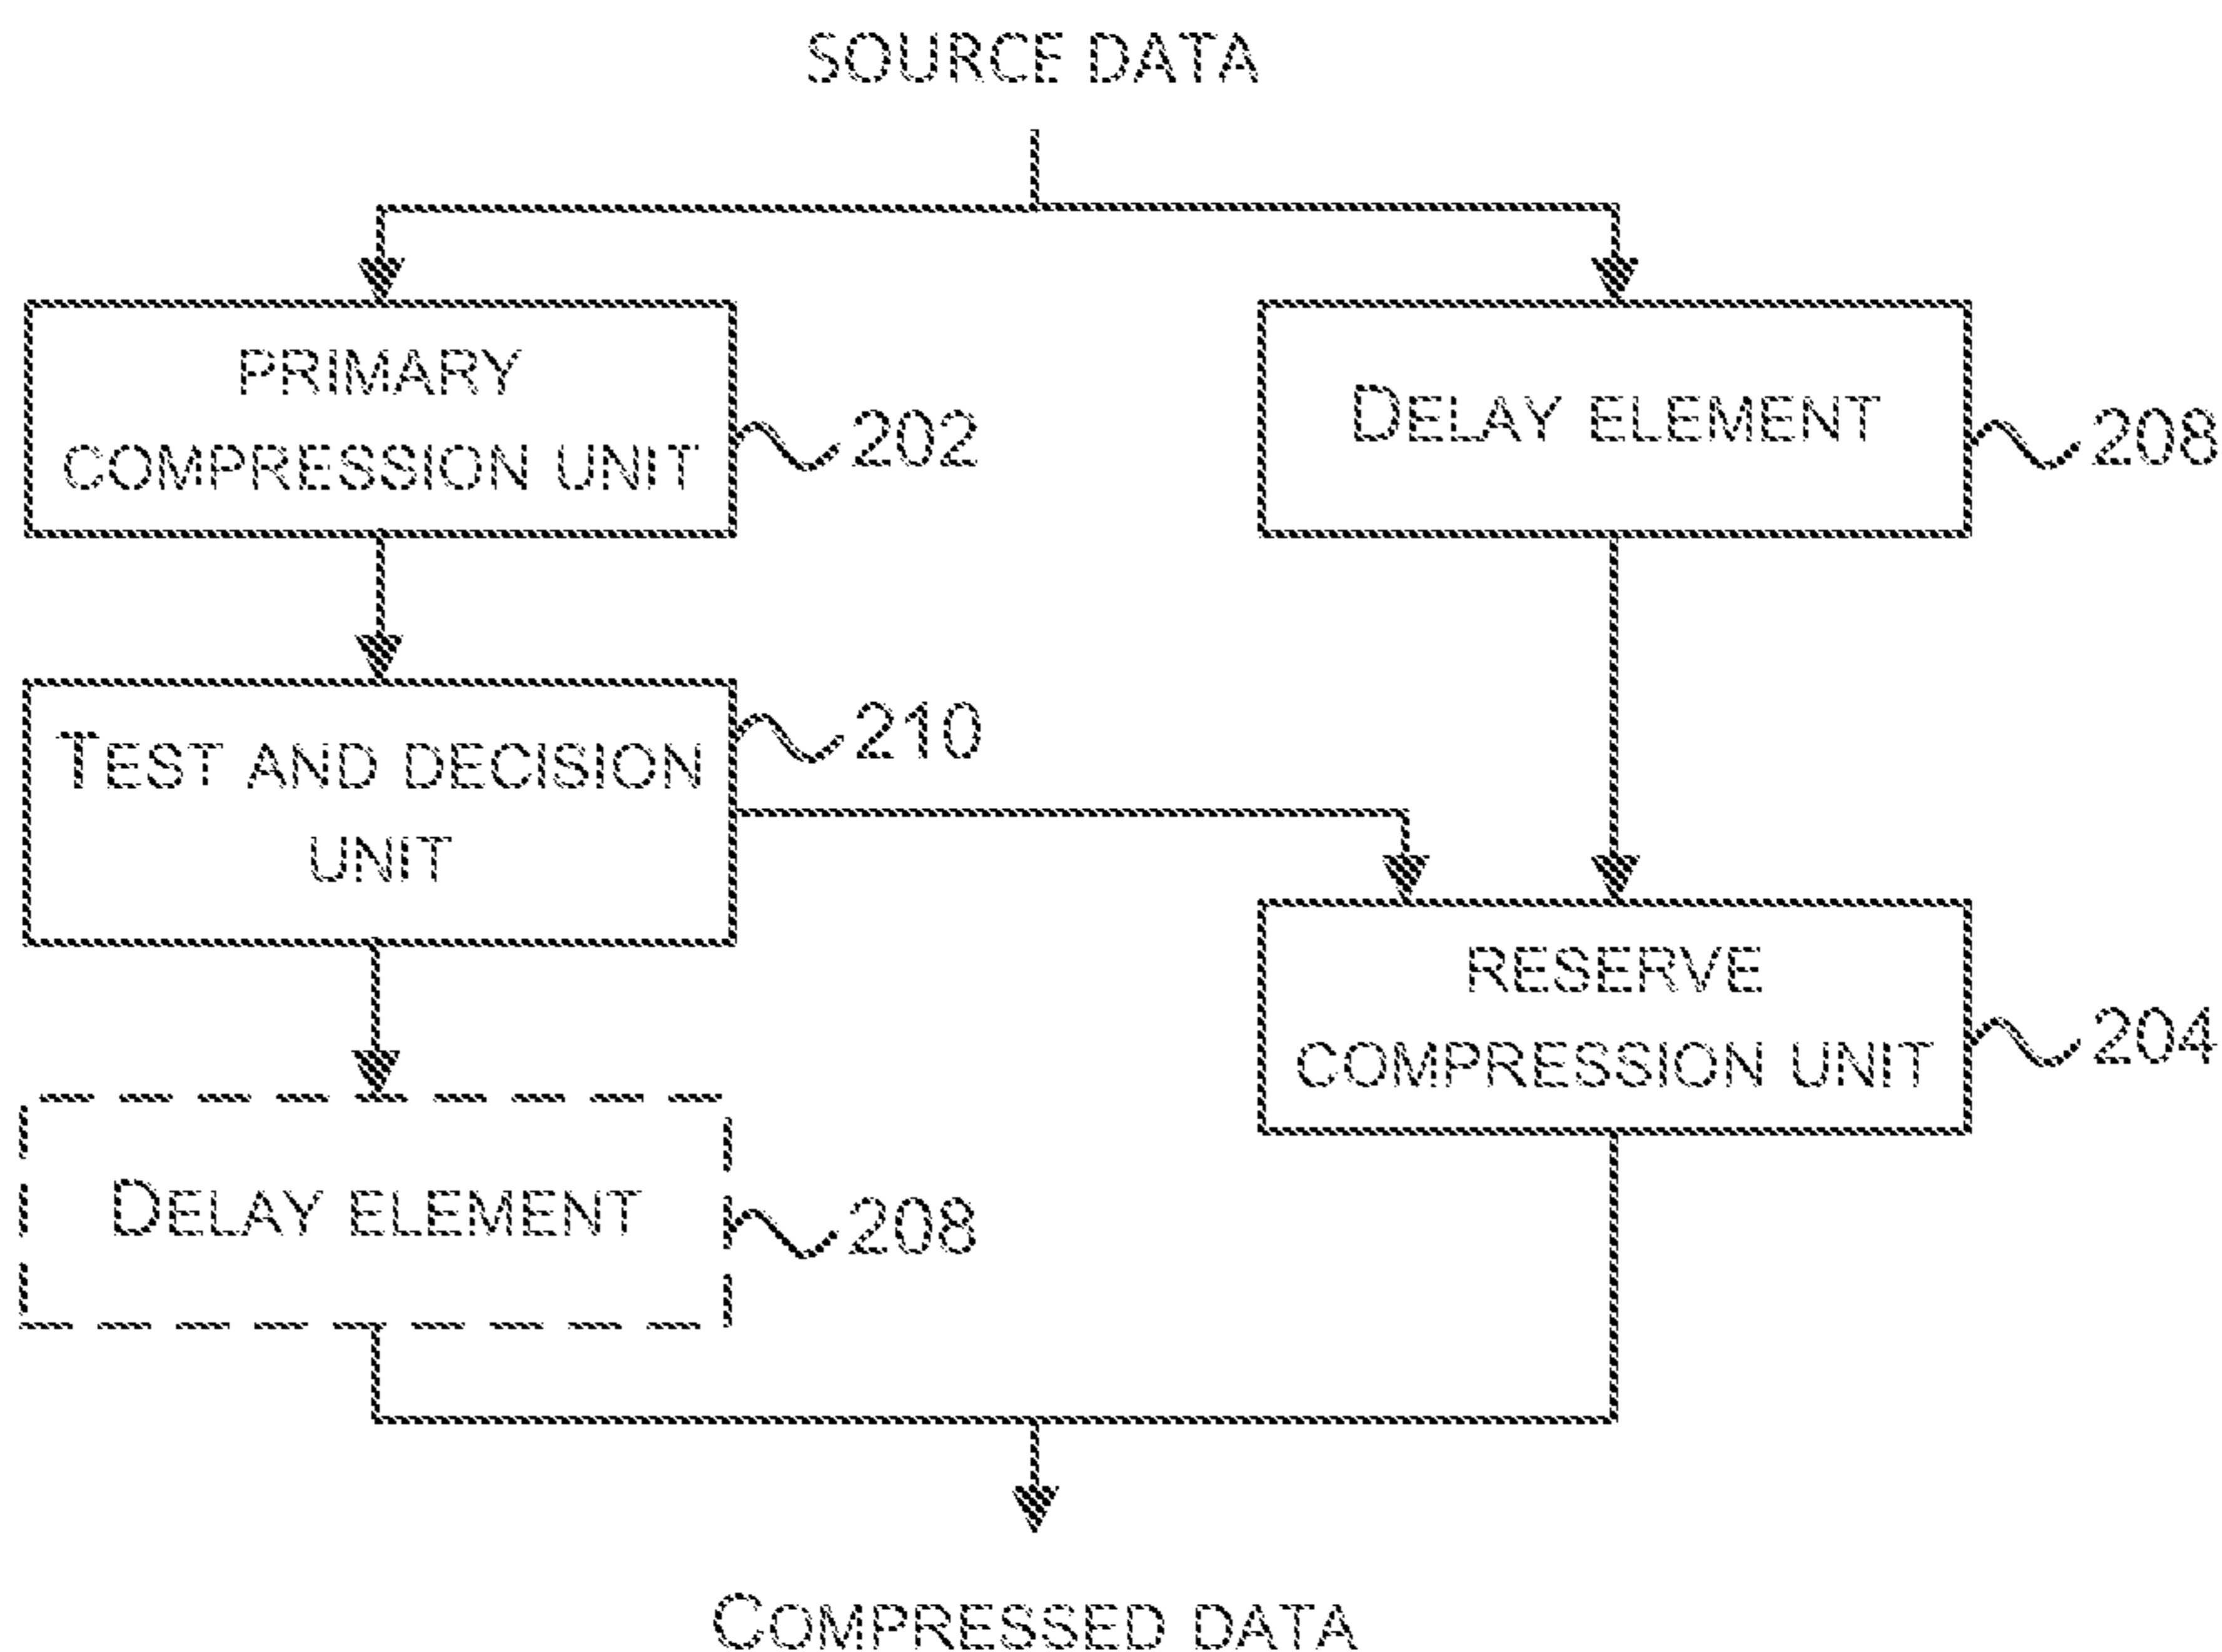 SOURCE DATA
PRIMARY
COMPRESSION UNIT
202
DELAY ELEMENT
208
TEST AND DECISION
UNIT
210
RESERVE
COMPRESSION UNIT
204
DELAY ELEMENT
208
COMPRESSED DATA